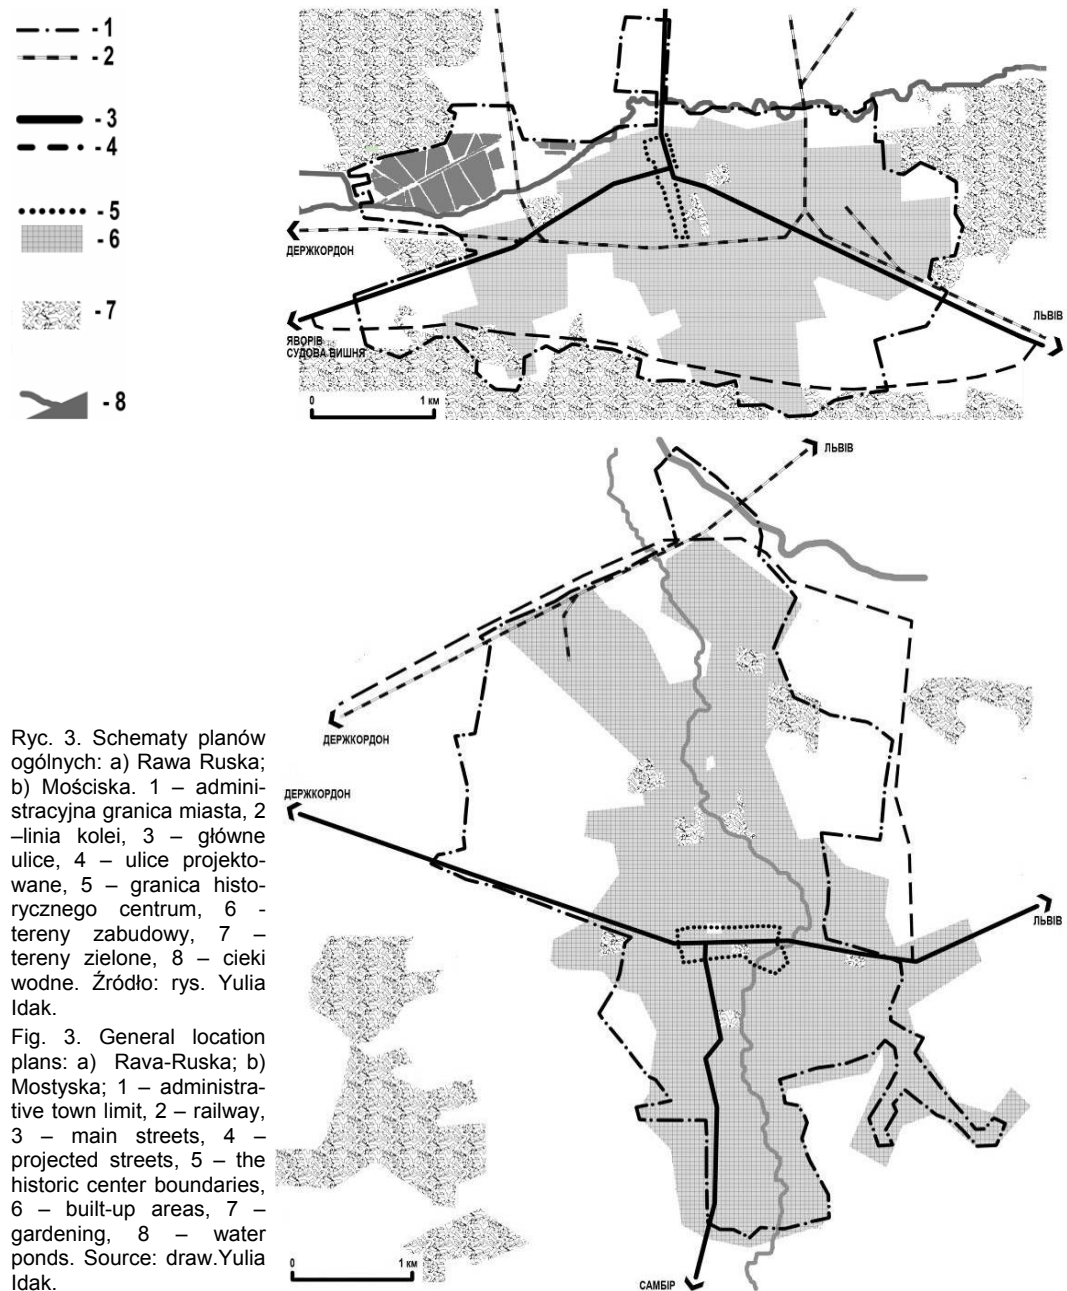 - 1
- 2
- 3
- 4
- 5
- 6
- 7
- 8
ДЕРЖКОРДОН
ЯВОРІВ
СУДОВА ВИШНЯ
ЛЬВІВ
0 1 км
ЛЬВІВ
ДЕРЖКОРДОН
ДЕРЖКОРДОН
ЛЬВІВ
САМБІР
0 1 км
Ryc. 3. Schematy planów
ogólnych: a) Rawa Ruska;
b) Mościska. 1 – admini-
stracyjna granica miasta, 2
–linia kolei, 3 – główne
ulice, 4 – ulice projekto-
wane, 5 – granica histo-
rycznego centrum, 6 -
tereny zabudowy, 7 –
tereny zielone, 8 – cieki
wodne. Źródło: rys. Yulia
Idak.
Fig. 3. General location
plans: a) Rava-Ruska; b)
Mostyska; 1 – administra-
tive town limit, 2 – railway,
3 – main streets, 4 –
projected streets, 5 – the
historic center boundaries,
6 – built-up areas, 7 –
gardening, 8 – water
ponds. Source: draw.Yulia
Idak.